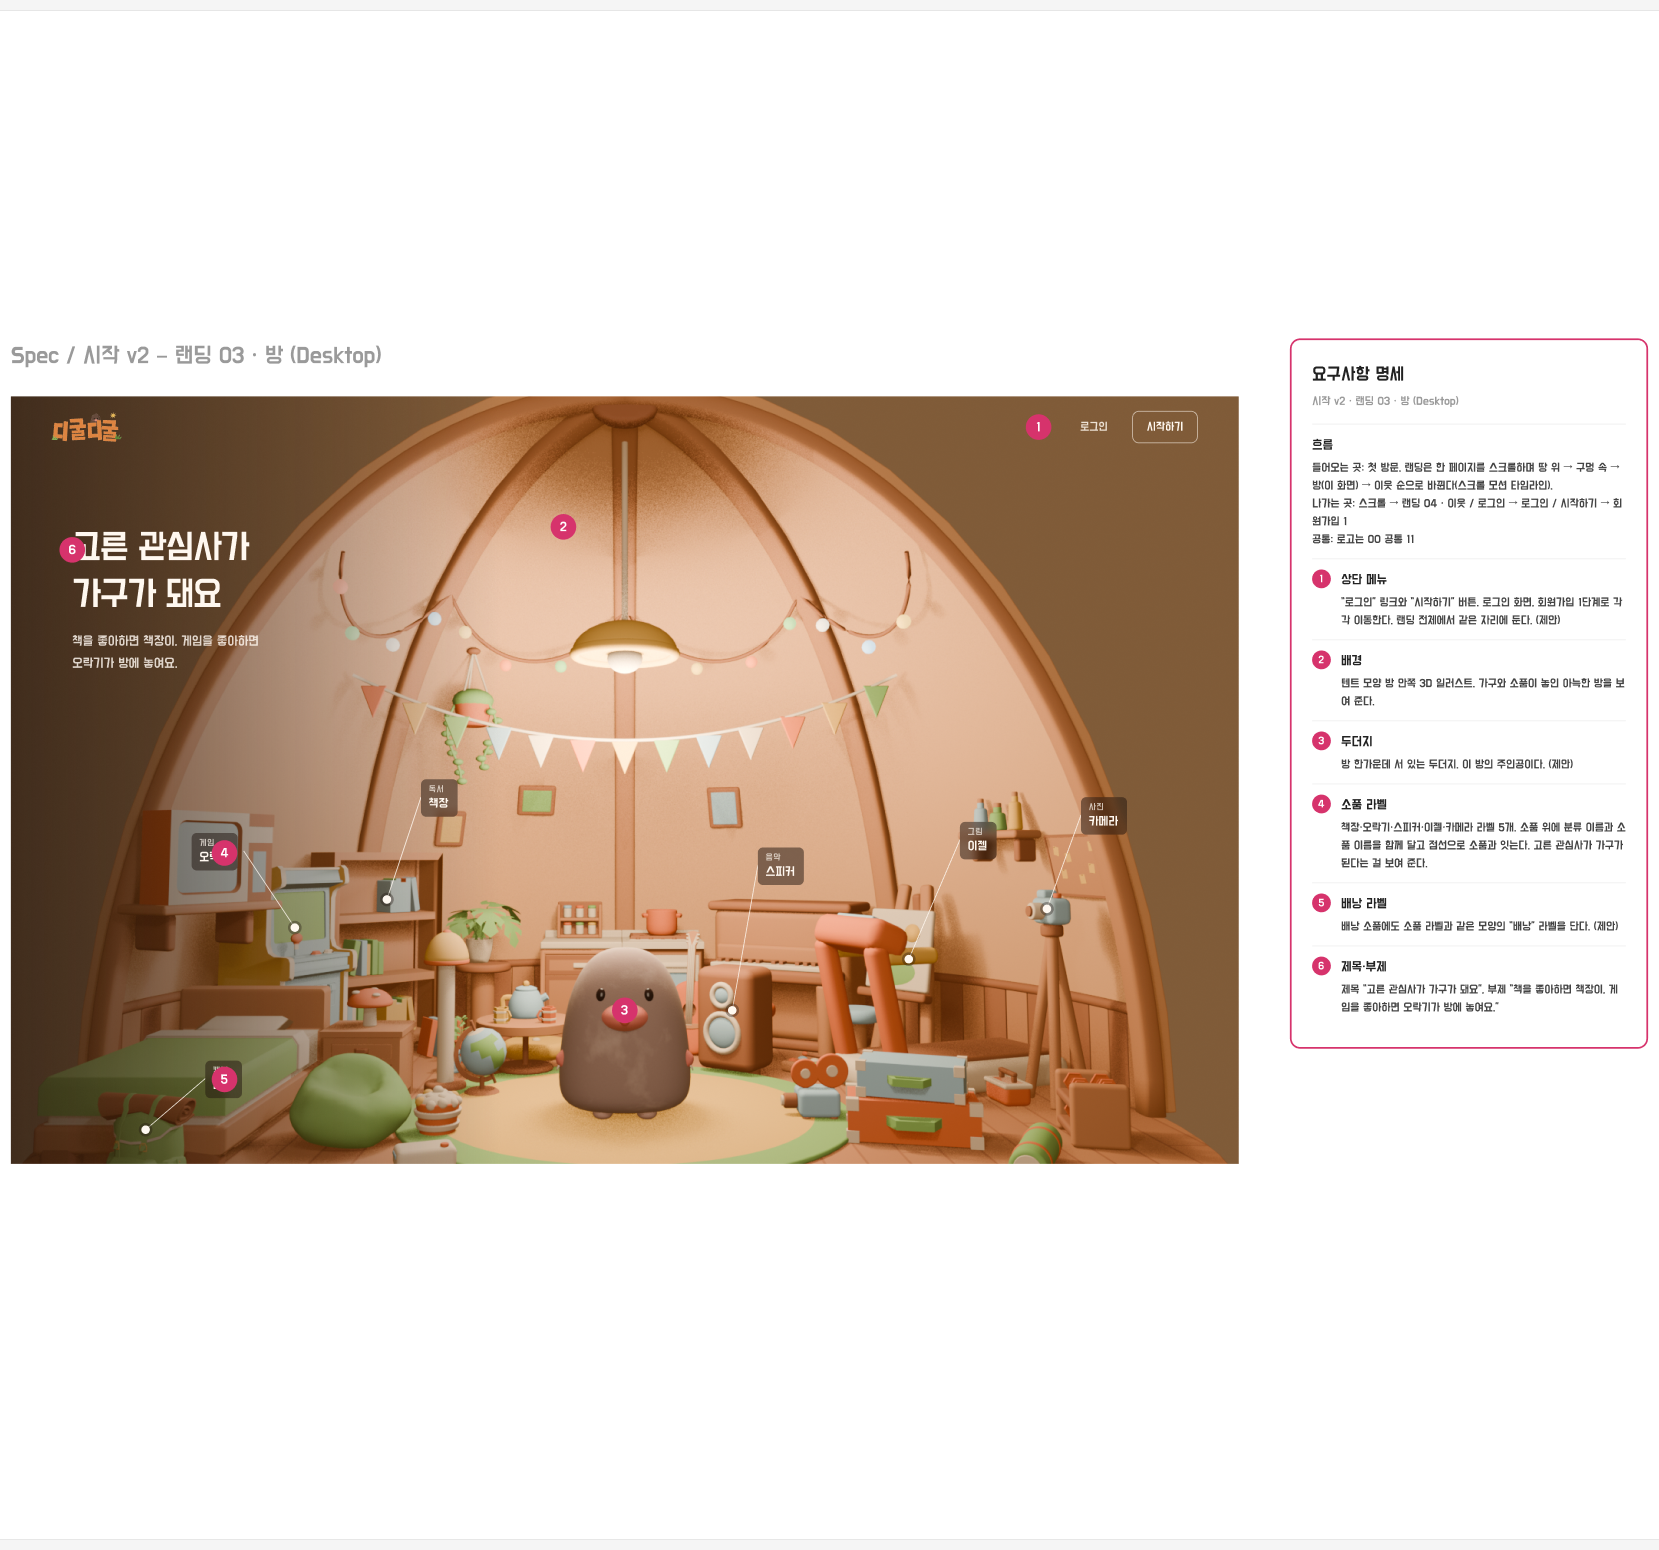 Spec / 시작 v2 – 랜딩 03 · 방 (Desktop)
디굴디굴
1
로그인
시작하기
2
6
고른 관심사가
가구가 돼요
책을 좋아하면 책장이, 게임을 좋아하면
오락기가 방에 놓여요.
독서
책장
게임
4
음악
스피커
그림
이젤
사진
카메라
3
5
요구사항 명세
시작 v2 · 랜딩 03 · 방 (Desktop)
흐름
들어오는 곳: 첫 방문. 랜딩은 한 페이지를 스크롤하며 땅 위 → 구멍 속 →
방(이 화면) → 이웃 순으로 바뀐다(스크롤 모션 타임라인).
나가는 곳: 스크롤 → 랜딩 04 · 이웃 / 로그인 → 로그인 / 시작하기 → 회
원가입 1
공통: 로고는 00 공통 11
1 상단 메뉴
"로그인" 링크와 "시작하기" 버튼. 로그인 화면, 회원가입 1단계로 각
각 이동한다. 랜딩 전체에서 같은 자리에 둔다. (제안)
2 배경
텐트 모양 방 안쪽 3D 일러스트. 가구와 소품이 놓인 아늑한 방을 보
여 준다.
3 두더지
방 한가운데 서 있는 두더지. 이 방의 주인공이다. (제안)
4 소품 라벨
책장·오락기·스피커·이젤·카메라 라벨 5개. 소품 위에 분류 이름과 소
품 이름을 함께 달고 점선으로 소품과 잇는다. 고른 관심사가 가구가
된다는 걸 보여 준다.
5 배낭 라벨
배낭 소품에도 소품 라벨과 같은 모양의 "배낭" 라벨을 단다. (제안)
6 제목·부제
제목 "고른 관심사가 가구가 돼요", 부제 "책을 좋아하면 책장이, 게
임을 좋아하면 오락기가 방에 놓여요."